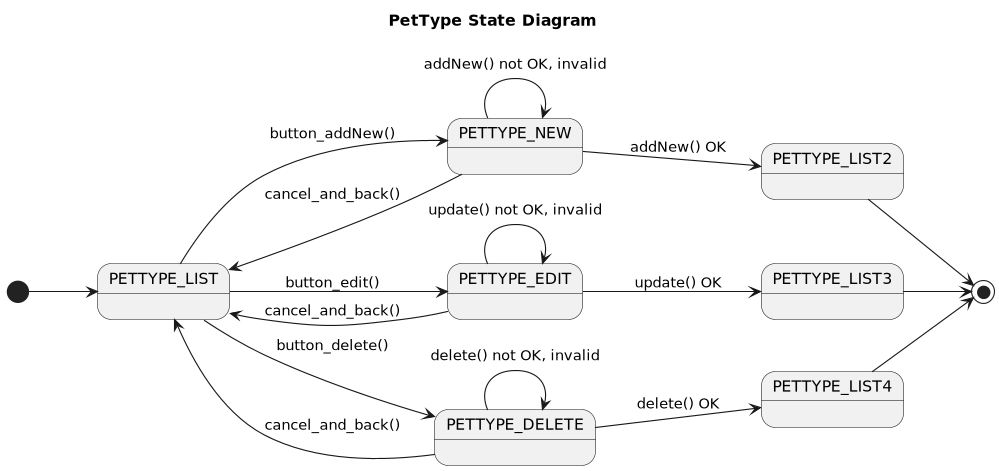 PetType State Diagram
addNew() not OK, invalid
button_addNew()
PETTYPE_NEW
addNew() OK
PETTYPE_LIST2
cancel_and_back()
update() not OK, invalid
PETTYPE_LIST
button_edit()
PETTYPE_EDIT
update() OK
PETTYPE_LIST3
cancel_and_back()
button_delete()
delete() not OK, invalid
PETTYPE_LIST4
delete() OK
PETTYPE_DELETE
cancel_and_back()